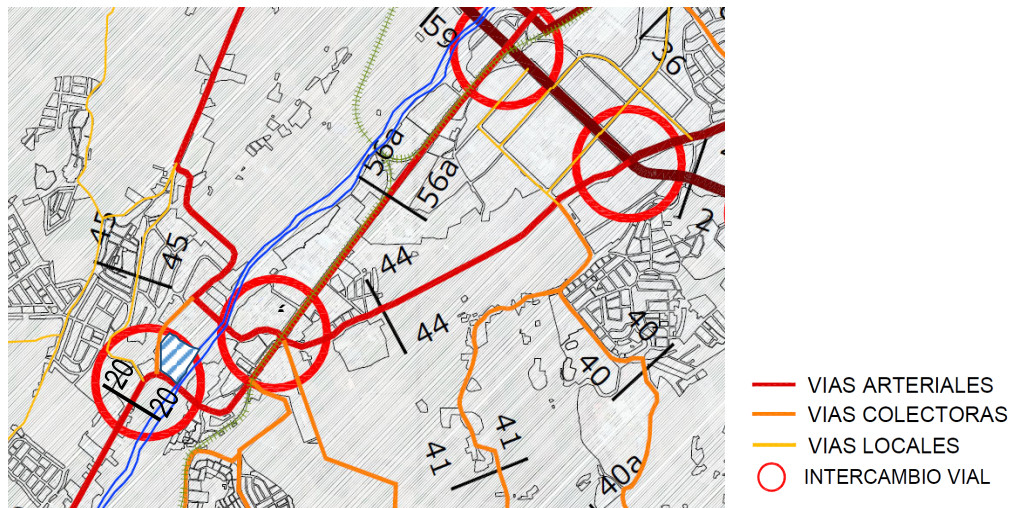 59
36
56a
56a
2
45
45
44
44
40
40
20
20
41
41
40a
VIAS ARTERIALES
VIAS COLECTORAS
VIAS LOCALES
INTERCAMBIO VIAL